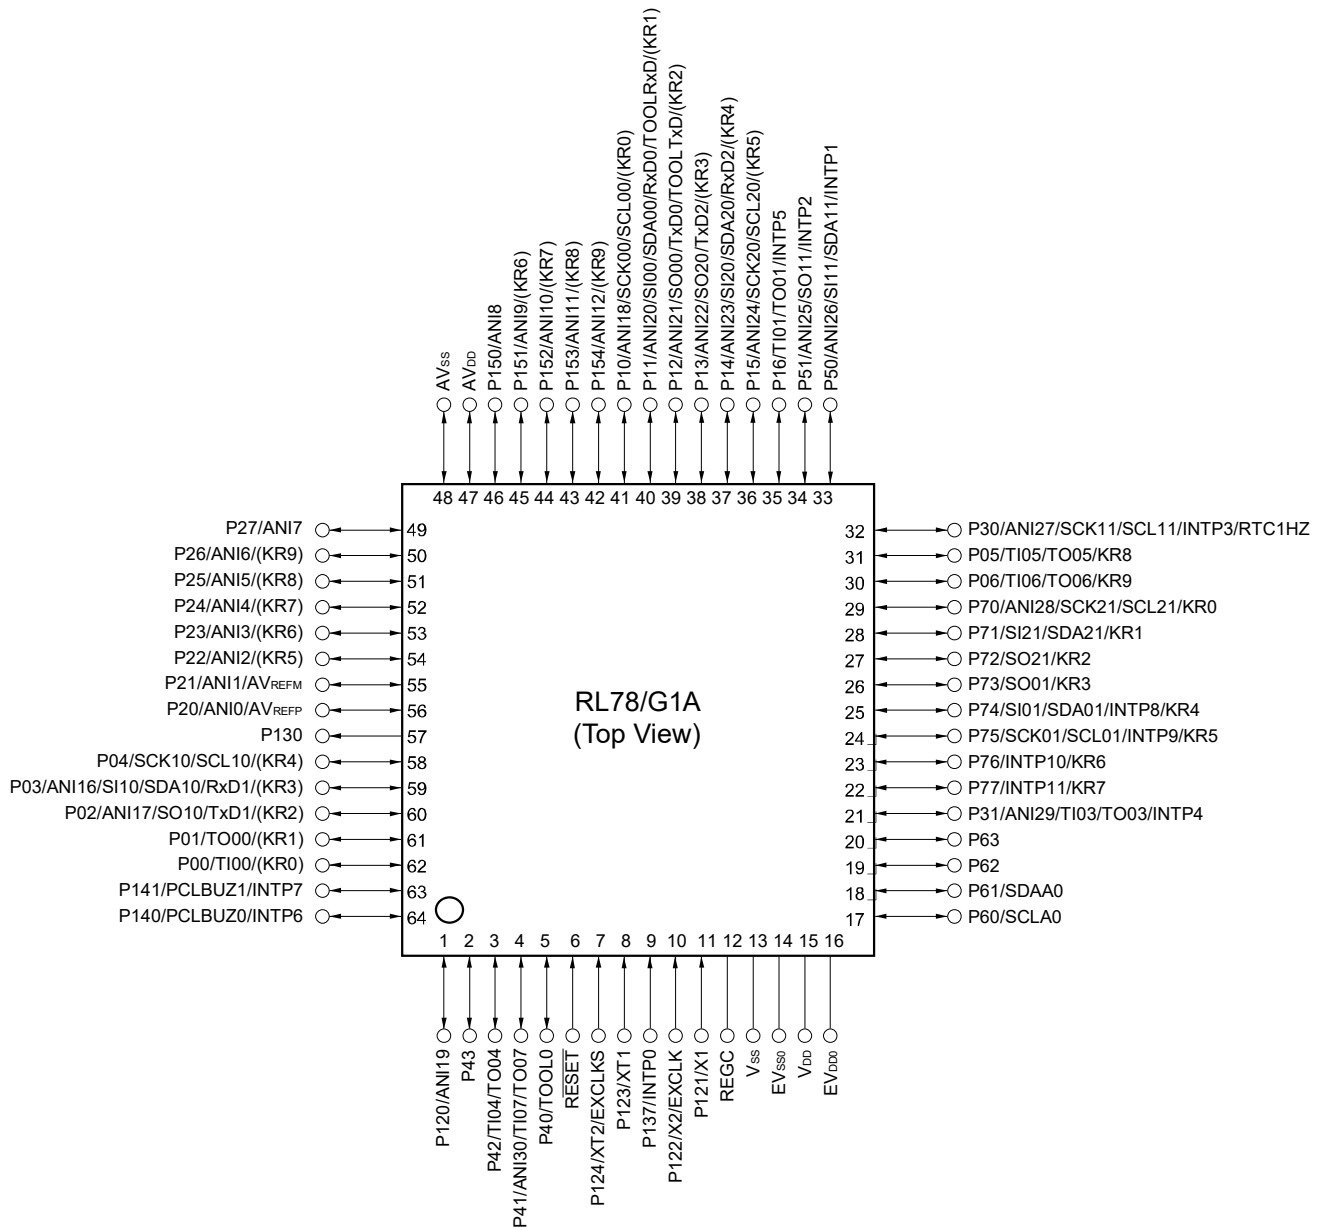 AVSS
AVDD
P150/ANI8
P151/ANI9/(KR6)
P152/ANI10/(KR7)
P153/ANI11/(KR8)
P154/ANI12/(KR9)
P10/ANI18/SCK00/SCL00/(KR0)
P11/ANI20/SI00/SDA00/RxD0/TOOLRxD/(KR1)
P12/ANI21/SO00/TxD0/TOOLTxD/(KR2)
P13/ANI22/SO20/TxD2/(KR3)
P14/ANI23/SI20/SDA20/RxD2/(KR4)
P15/ANI24/SCK20/SCL20/(KR5)
P16/TI01/TO01/INTP5
P51/ANI25/SO11/INTP2
P50/ANI26/SI11/SDA11/INTP1
48 47 46 45 44 43 42 41 40 39 38 37 36 35 34 33
P27/ANI7 49
P26/ANI6/(KR9) 50
P25/ANI5/(KR8) 51
P24/ANI4/(KR7) 52
P23/ANI3/(KR6) 53
P22/ANI2/(KR5) 54
P21/ANI1/AVREFM 55
P20/ANI0/AVREFP 56
P130 57
P04/SCK10/SCL10/(KR4) 58
P03/ANI16/SI10/SDA10/RxD1/(KR3) 59
P02/ANI17/SO10/TxD1/(KR2) 60
P01/TO00/(KR1) 61
P00/TI00/(KR0) 62
P141/PCLBUZ1/INTP7 63
P140/PCLBUZ0/INTP6 64
RL78/G1A
(Top View)
32 P30/ANI27/SCK11/SCL11/INTP3/RTC1HZ
31 P05/TI05/TO05/KR8
30 P06/TI06/TO06/KR9
29 P70/ANI28/SCK21/SCL21/KR0
28 P71/SI21/SDA21/KR1
27 P72/SO21/KR2
26 P73/SO01/KR3
25 P74/SI01/SDA01/INTP8/KR4
24 P75/SCK01/SCL01/INTP9/KR5
23 P76/INTP10/KR6
22 P77/INTP11/KR7
21 P31/ANI29/TI03/TO03/INTP4
20 P63
19 P62
18 P61/SDAA0
17 P60/SCLA0
1 2 3 4 5 6 7 8 9 10 11 12 13 14 15 16
P120/ANI19
P43
P42/TI04/TO04
P41/ANI30/TI07/TO07
P40/TOOL0
RESET
P124/XT2/EXCLKS
P123/XT1
P137/INTP0
P122/X2/EXCLK
P121/X1
REGC
VSS
EVSS0
VDD
EVDD0